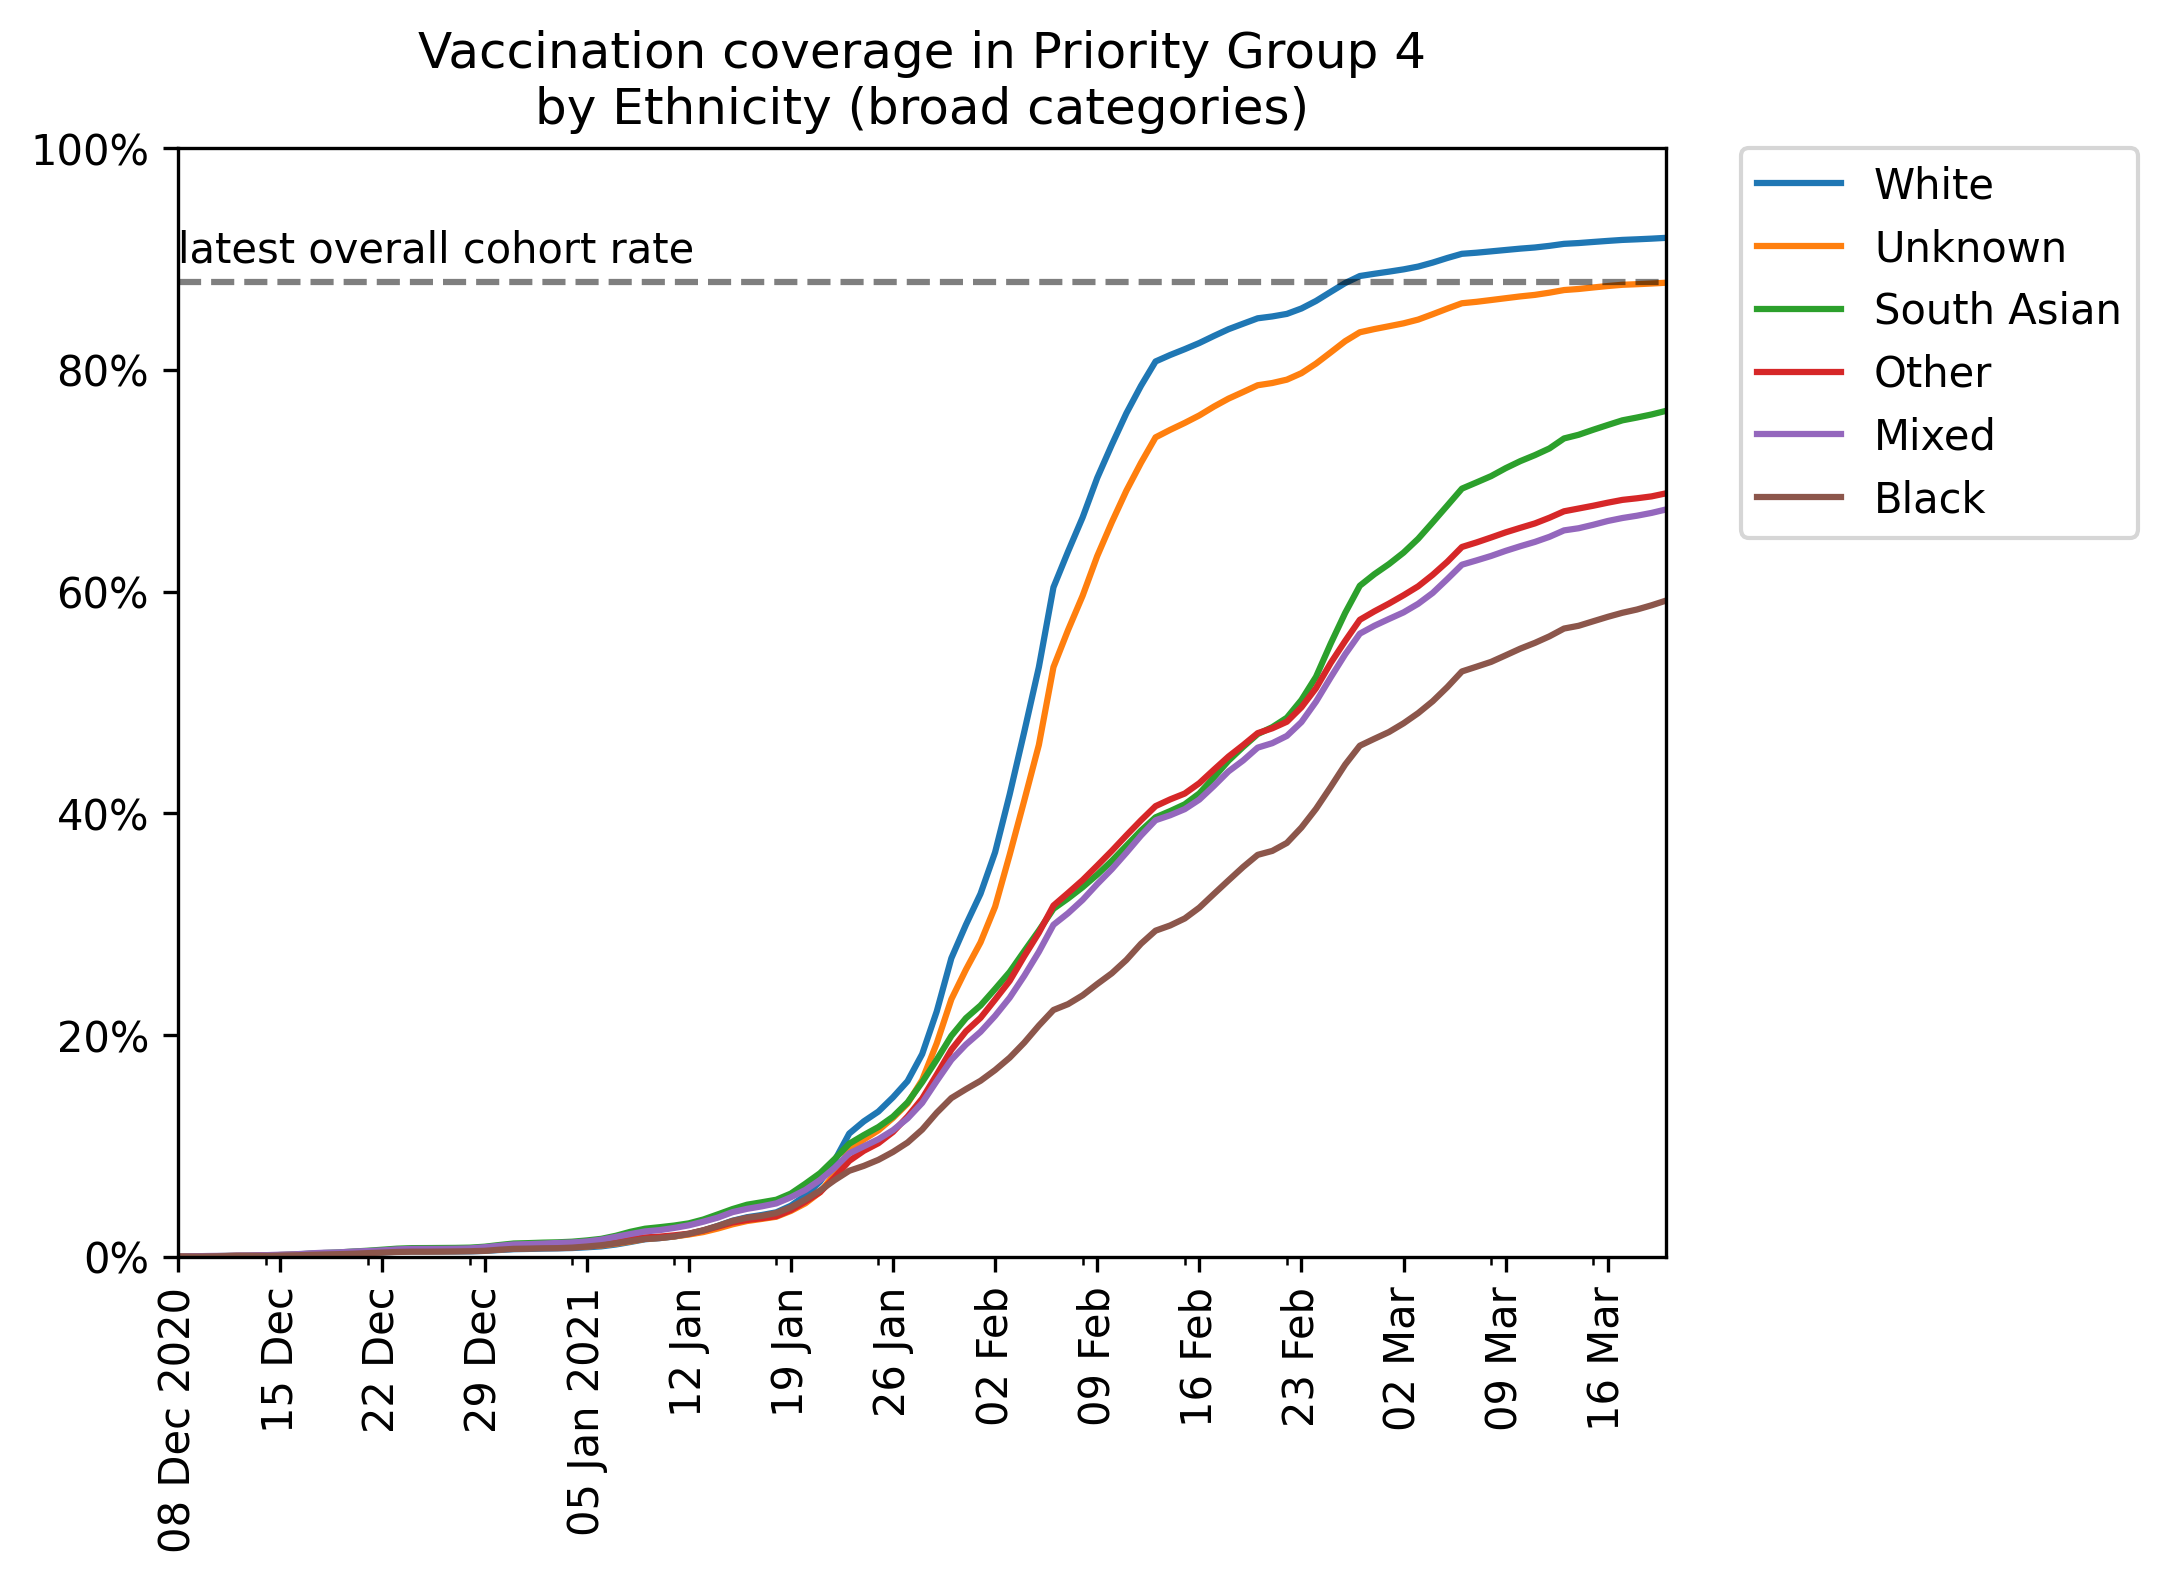 Vaccination coverage in Priority Group 4
by Ethnicity (broad categories)
100%
80%
60%
40%
20%
0%
latest overall cohort rate
08 Dec 2020
15 Dec
22 Dec
29 Dec
05 Jan 2021
12 Jan
19 Jan
26 Jan
02 Feb
09 Feb
16 Feb
23 Feb
02 Mar
09 Mar
16 Mar
White
Unknown
South Asian
Other
Mixed
Black